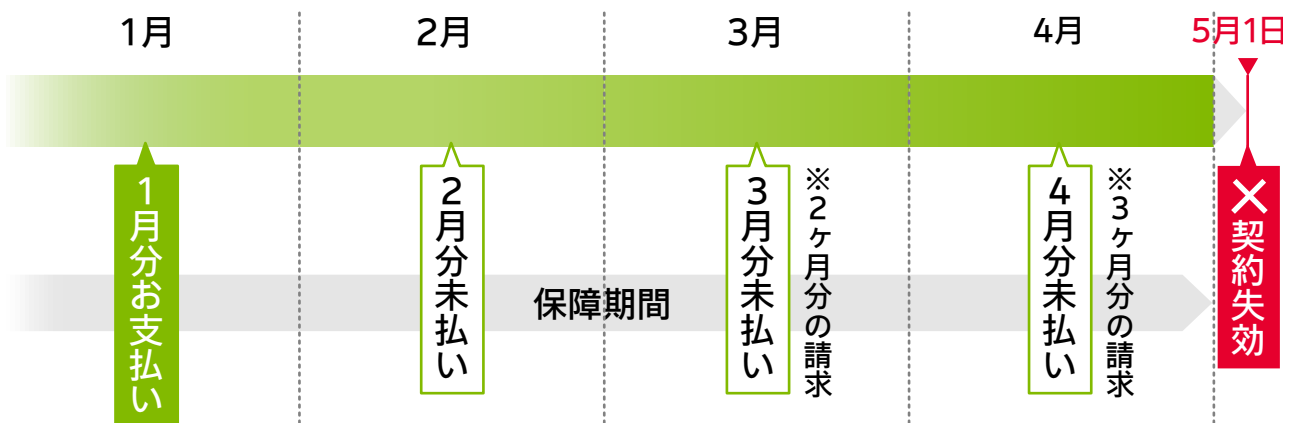 1月
2月
3月
4月
5月1日
1月分お支払い
2月分未払い
3月分未払い
※2ヶ月分の請求
4月分未払い
※3ヶ月分の請求
×契約失効
保障期間